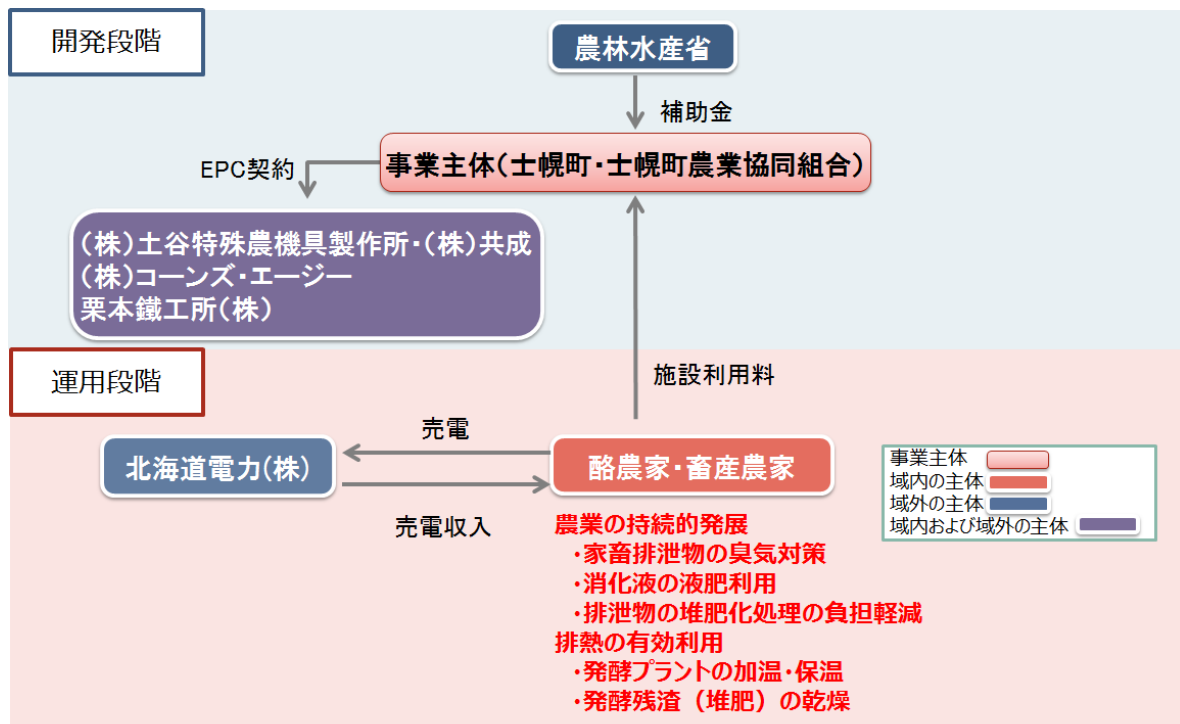 開発段階
農林水産省
補助金
事業主体(士幌町・士幌町農業協同組合)
EPC契約
(株)土谷特殊農機具製作所・(株)共成
(株)コーンズ・エージー
栗本鐵工所(株)
運用段階
施設利用料
売電
北海道電力(株)
酪農家・畜産農家
売電収入
農業の持続的発展
・家畜排泄物の臭気対策
・消化液の液肥利用
・排泄物の堆肥化処理の負担軽減
排熱の有効利用
・発酵プラントの加温・保温
・発酵残渣（堆肥）の乾燥
事業主体
域内の主体
域外の主体
域内および域外の主体